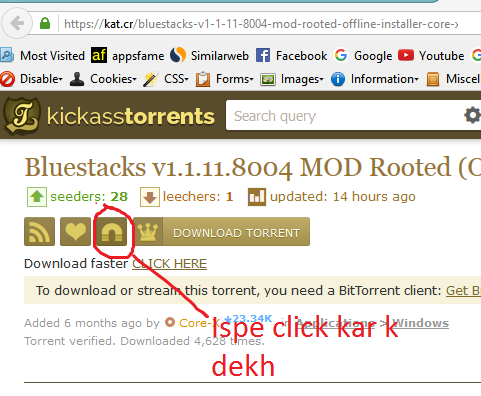 https://kat.cr/bluestacks-v1-1-11-8004-mod-rooted-offline-installer-core-x
Most Visited af appsfame Similarweb Facebook G Google Youtube D
Disable Cookies CSS Forms Images Information Miscel
kickasstorrents Search query
Bluestacks v1.1.11.8004 MOD Rooted (O
seeders: 28 leechers: 1 updated: 14 hours ago
DOWNLOAD TORRENT
Download faster CLICK HERE
To download or stream this torrent, you need a BitTorrent client: Get Bi
Added 6 months ago by Core-X 23.34K in Applications > Windows
Torrent verified. Downloaded 4,628 times.
Ispe click kar k
dekh